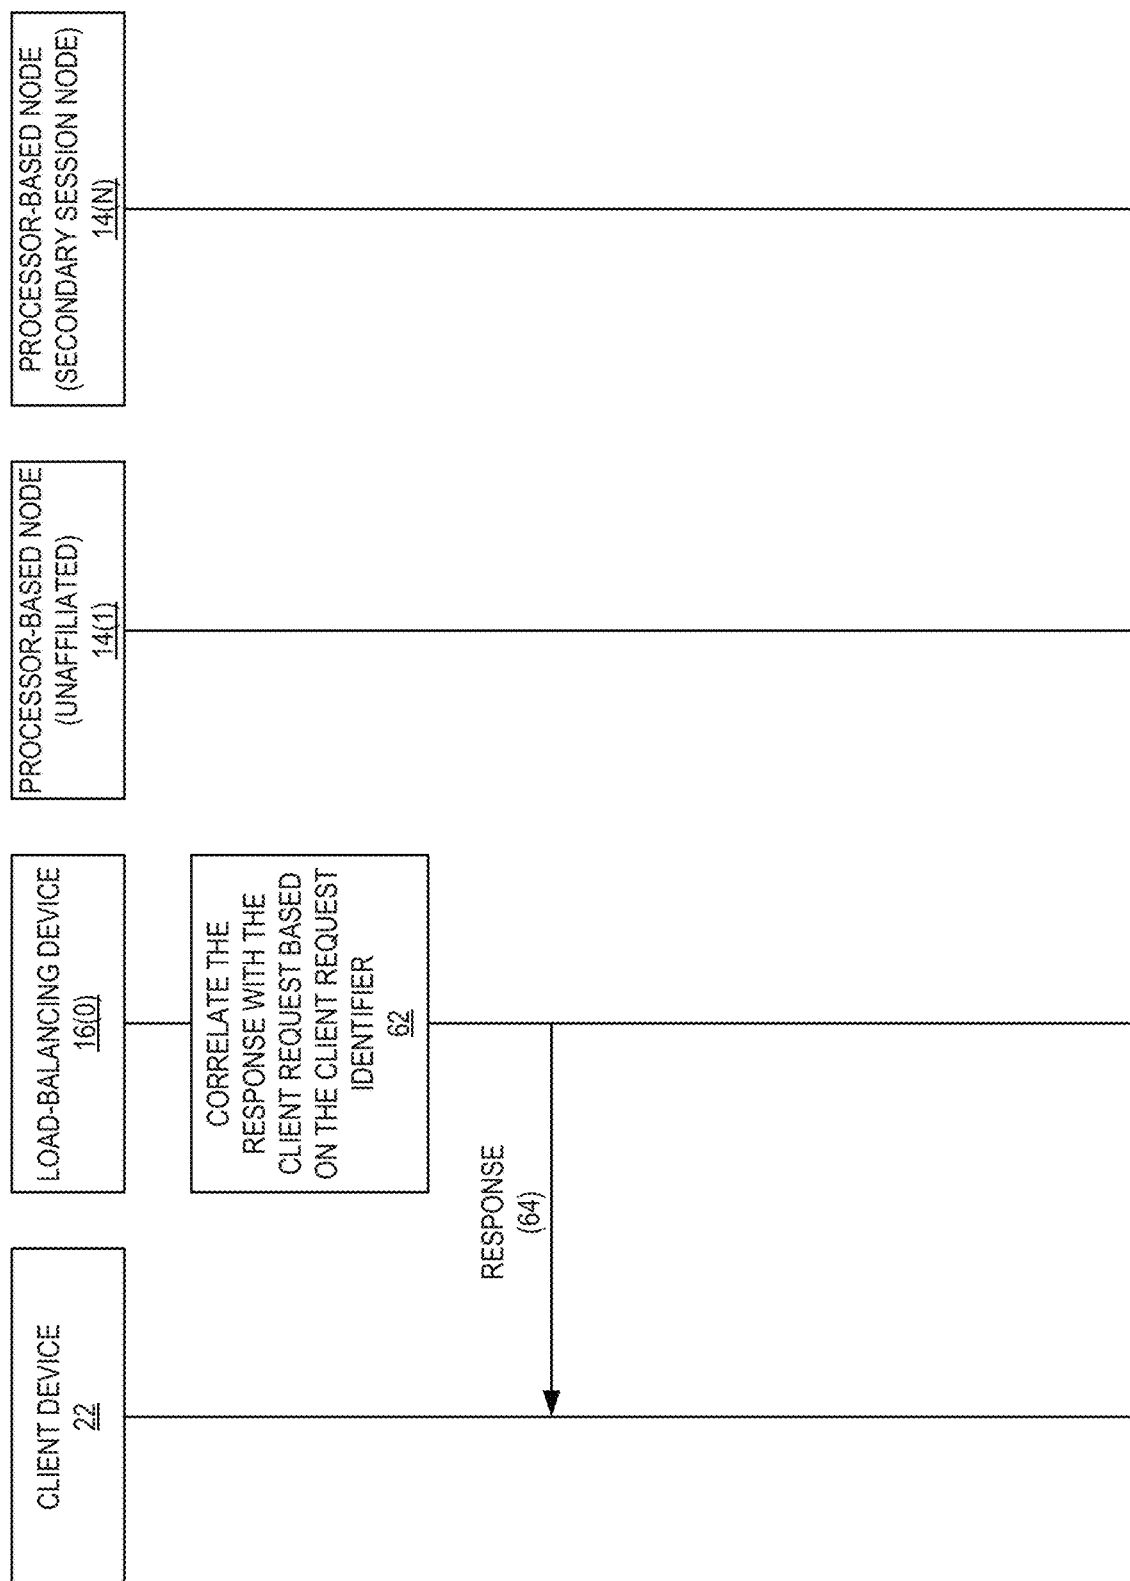 CLIENT DEVICE
22
LOAD-BALANCING DEVICE
16(0)
PROCESSOR-BASED NODE
(UNAFFILIATED)
14(1)
PROCESSOR-BASED NODE
(SECONDARY SESSION NODE)
14(N)
CORRELATE THE
RESPONSE WITH THE
CLIENT REQUEST BASED
ON THE CLIENT REQUEST
IDENTIFIER
62
RESPONSE
(64)